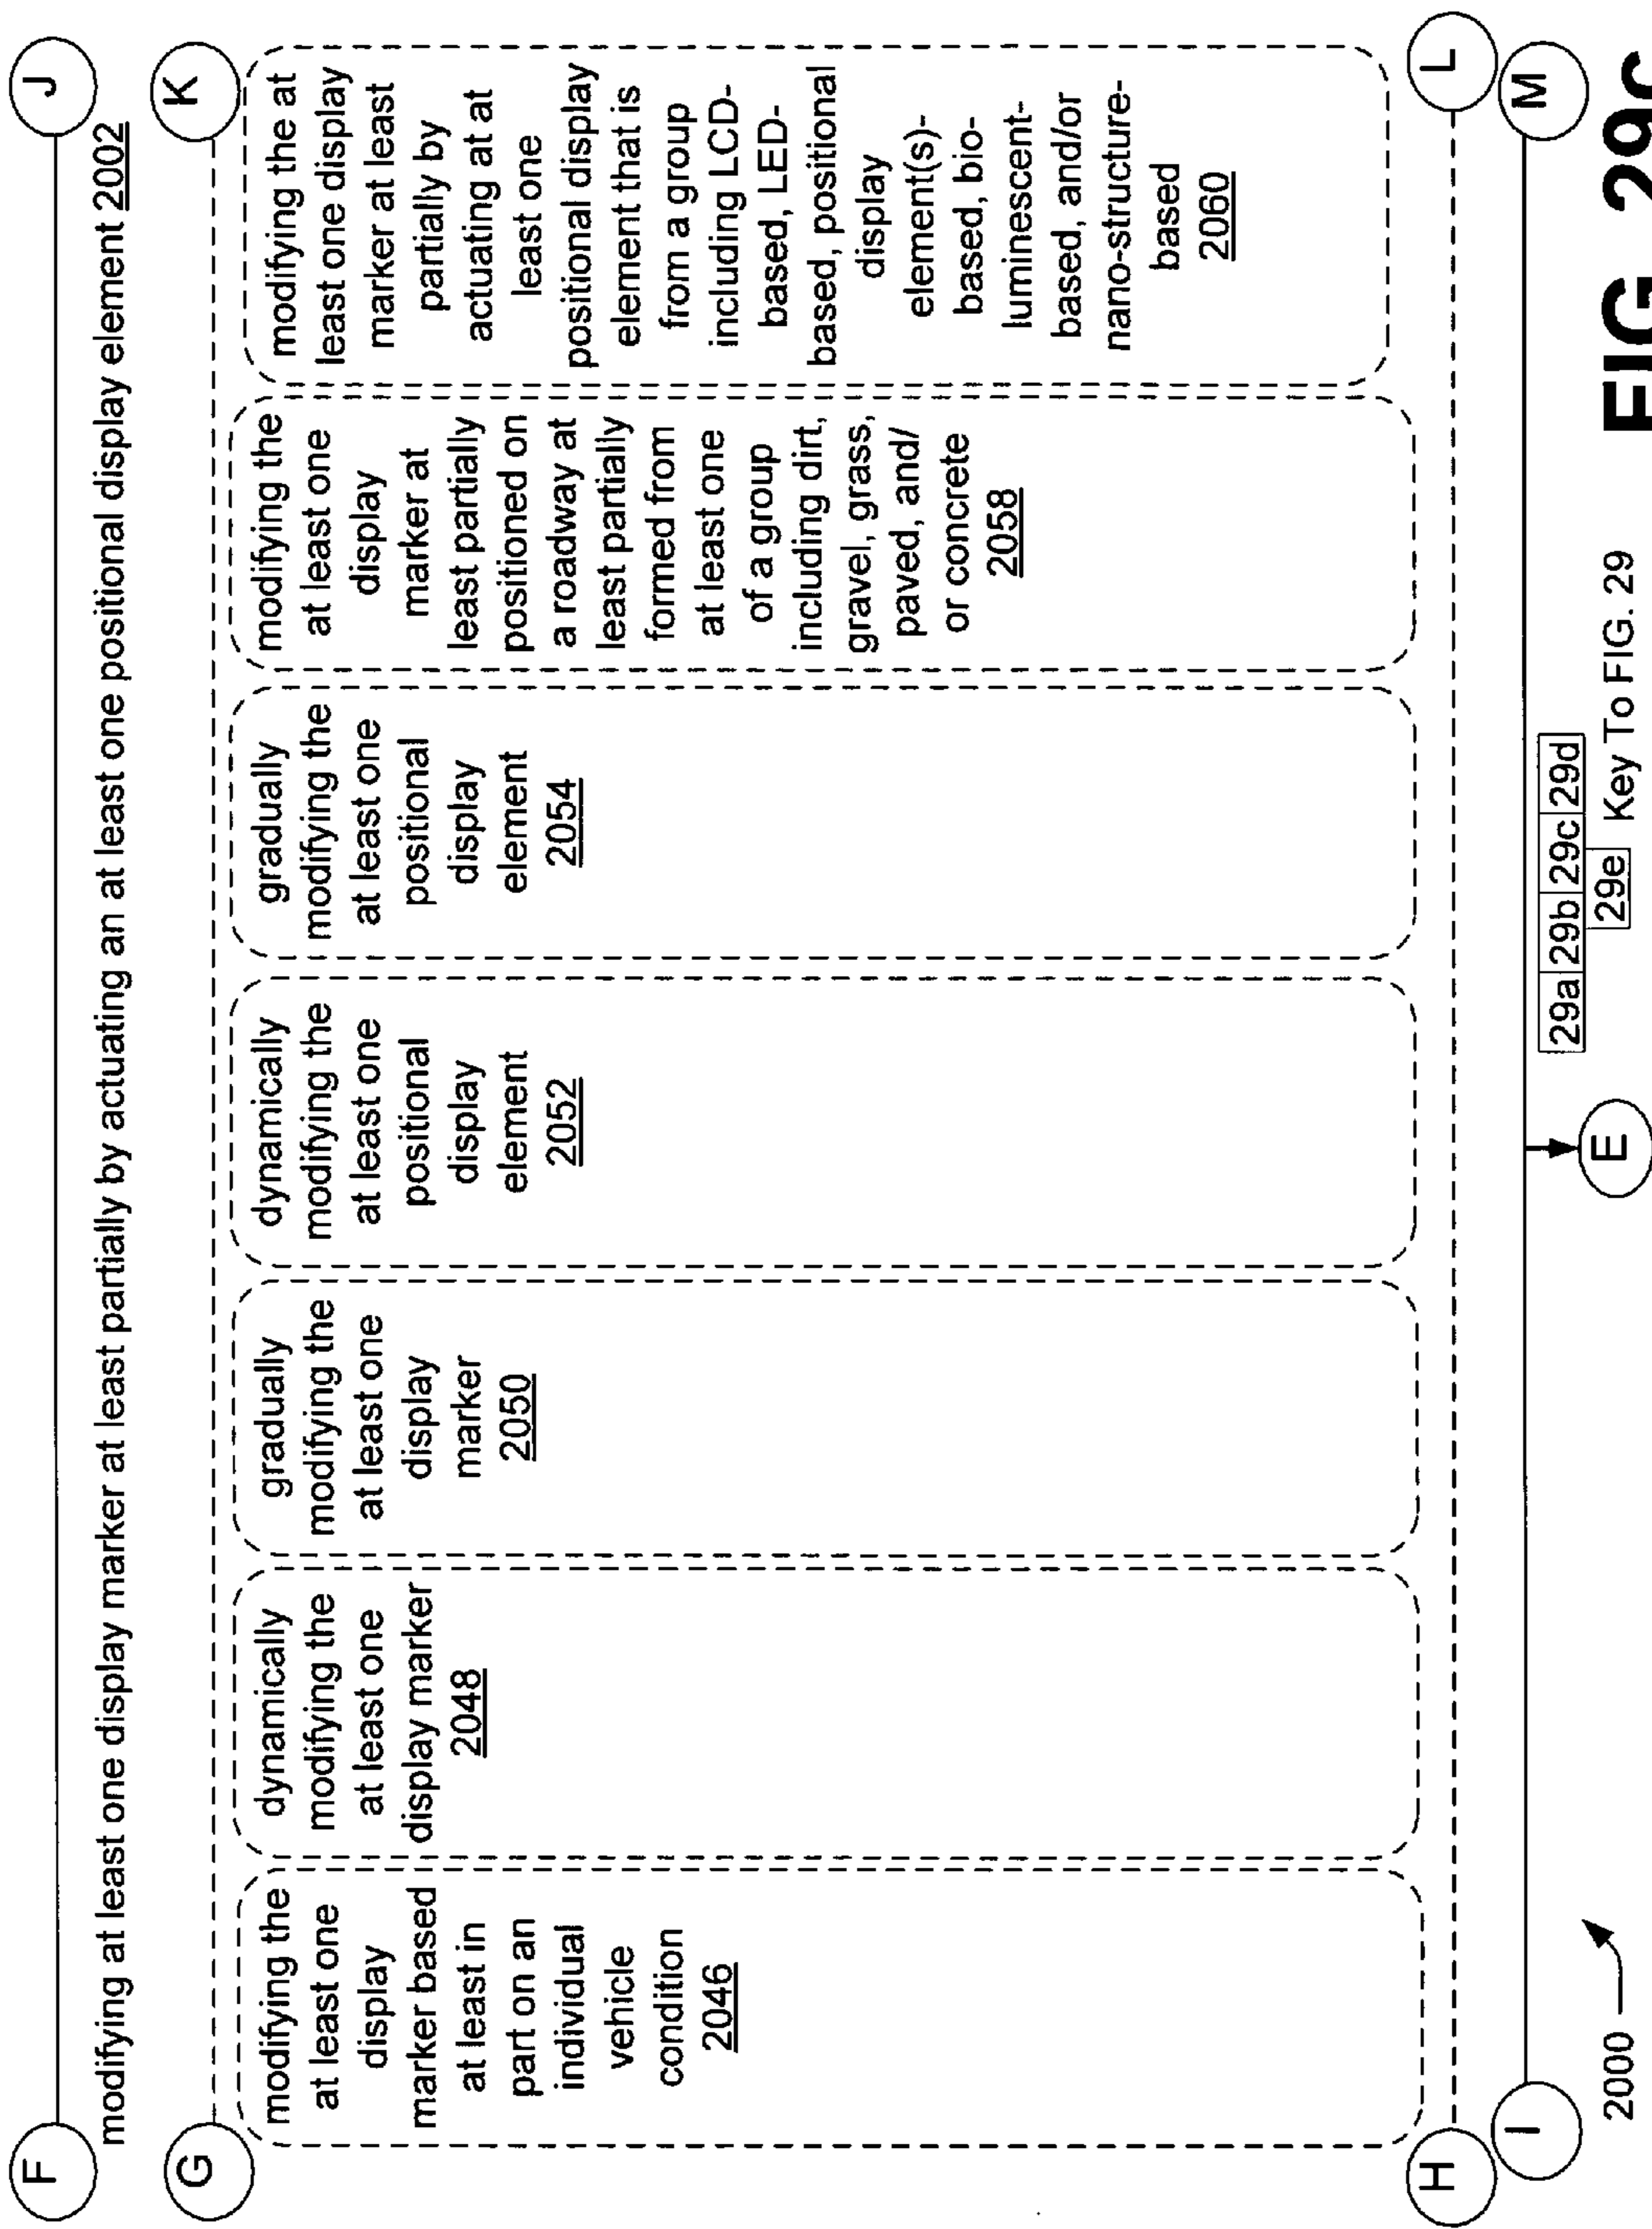 F
J
modifying at least one display marker at least partially by actuating an at least one positional display element 2002
G
K
modifying the
at least one
display
marker based
at least in
part on an
individual
vehicle
condition
2046
dynamically
modifying the
at least one
display marker
2048
gradually
modifying the
at least one
display
marker
2050
dynamically
modifying the
at least one
positional
display
element
2052
gradually
modifying the
at least one
positional
display
element
2054
modifying the
at least one
display
marker at
least partially
positioned on
a roadway at
least partially
formed from
at least one
of a group
including dirt,
gravel, grass,
paved, and/
or concrete
2058
modifying the at
least one display
marker at least
partially by
actuating at at
least one
positional display
element that is
from a group
including LCD-
based, LED-
based, positional
display
element(s)-
based, bio-
luminescent-
based, and/or
nano-structure-
based
2060
H
L
I
M
2000
E
29a 29b 29c 29d
29e
Key To FIG. 29
FIG. 29c